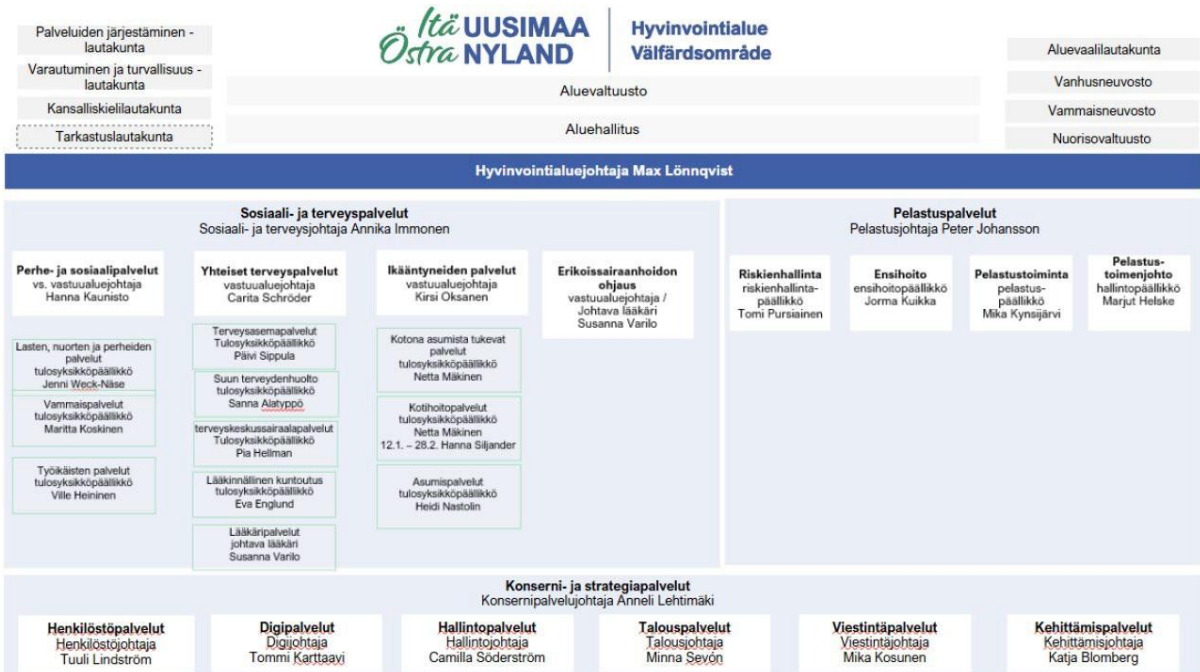 Palveluiden järjestäminen -
lautakunta
Varautuminen ja turvallisuus -
lautakunta
Kansalliskielilautakunta
Tarkastuslautakunta
Itä UUSIMAA
Östra NYLAND
Hyvinvointialue
Välfärdsområde
Aluevaltuusto
Aluehallitus
Aluevaalilautakunta
Vanhusneuvosto
Vammaisneuvosto
Nuorisovaltuusto
Hyvinvointialuejohtaja Max Lönnqvist
Sosiaali- ja terveyspalvelut
Sosiaali- ja terveysjohtaja Annika Immonen
Perhe- ja sosiaalipalvelut
vs. vastuualuejohtaja
Hanna Kaunisto
Lasten, nuorten ja perheiden
palvelut
tulosyksikköpäällikkö
Jenni Weck-Näse
Vammaispalvelut
tulosyksikköpäällikkö
Maritta Koskinen
Työikäisten palvelut
tulosyksikköpäällikkö
Ville Heininen
Yhteiset terveyspalvelut
vastuualuejohtaja
Carita Schröder
Terveysasemapalvelut
Tulosyksikköpäällikkö
Päivi Sippula
Suun terveydenhuolto
tulosyksikköpäällikkö
Sanna Alatyppö
terveyskeskussairaalapalvelut
Tulosyksikköpäällikkö
Pia Hellman
Lääkinnällinen kuntoutus
tulosyksikköpäällikkö
Eva Englund
Lääkäripalvelut
johtava lääkäri
Susanna Varilo
Ikääntyneiden palvelut
vastuualuejohtaja
Kirsi Oksanen
Kotona asumista tukevat
palvelut
tulosyksikköpäällikkö
Netta Mäkinen
Kotihoitopalvelut
tulosyksikköpäällikkö
Netta Mäkinen
12.1. – 28.2. Hanna Siljander
Asumispalvelut
tulosyksikköpäällikkö
Heidi Nastolin
Erikoissairaanhoidon
ohjaus
vastuualuejohtaja /
Johtava lääkäri
Susanna Varilo
Pelastuspalvelut
Pelastusjohtaja Peter Johansson
Riskienhallinta
riskienhallinta-
päällikkö
Tomi Pursiainen
Ensihoito
ensihoitopäällikkö
Jorma Kuikka
Pelastustoiminta
pelastus-
päällikkö
Mika Kynsijärvi
Pelastus-
toimenjohto
hallintopäällikkö
Marjut Helske
Konserni- ja strategiapalvelut
Konsernipalvelujohtaja Anneli Lehtimäki
Henkilöstöpalvelut
Henkilöstöjohtaja
Tuuli Lindström
Digipalvelut
Digijohtaja
Tommi Karttaavi
Hallintopalvelut
Hallintojohtaja
Camilla Söderström
Talouspalvelut
Talousjohtaja
Minna Sevón
Viestintäpalvelut
Viestintäjohtaja
Mika Kosunen
Kehittämispalvelut
Kehittämisjohtaja
Katja Blomberg